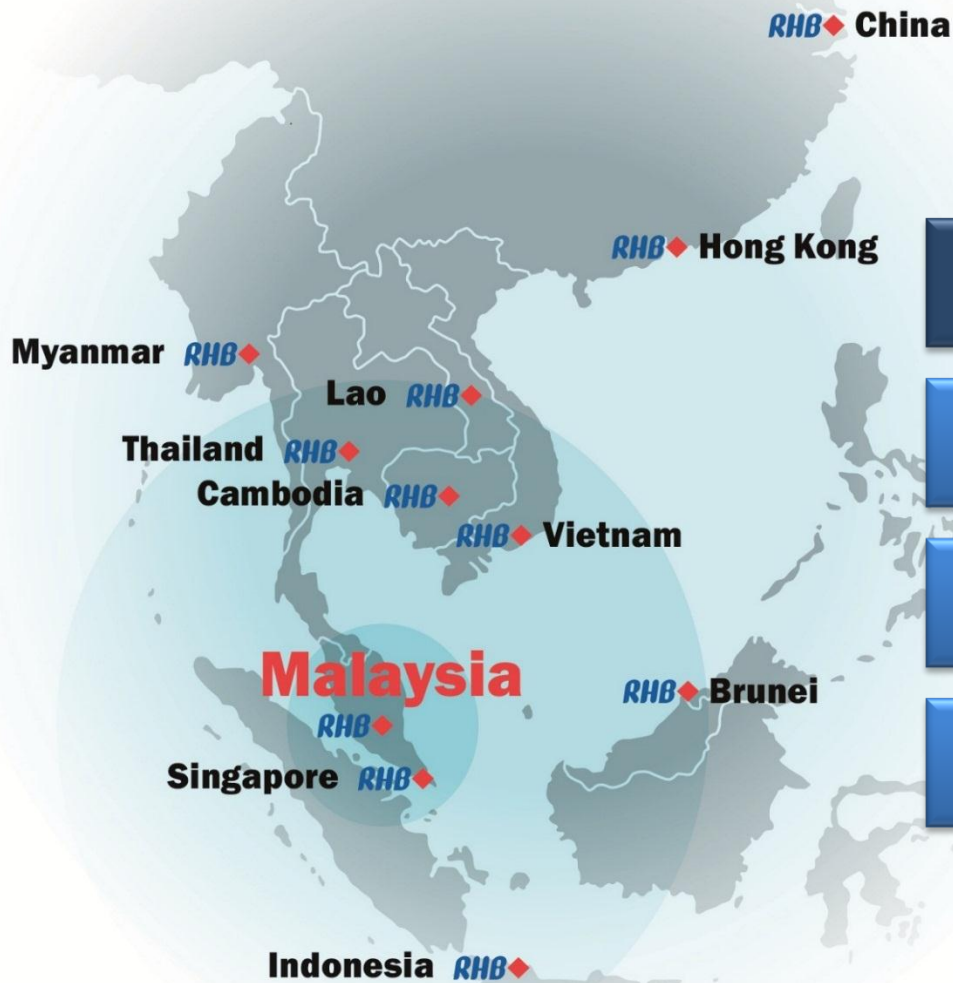 RHB China
RHB Hong Kong
Myanmar RHB
Lao RHB
Thailand RHB
Cambodia RHB
RHB Vietnam
Malaysia
RHB
RHB Brunei
Singapore RHB
Indonesia RHB